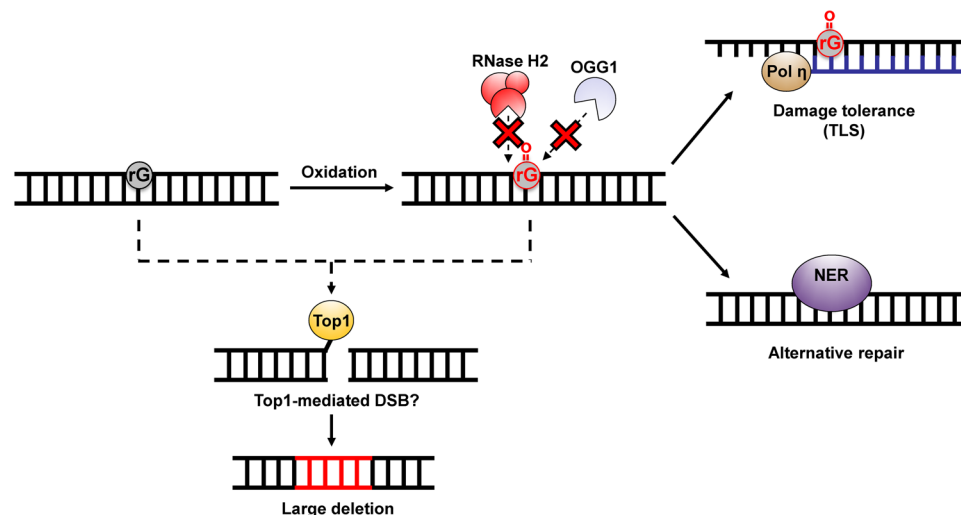 O
rG
Pol η
Damage tolerance
(TLS)
RNase H2
OGG1
O
rG
Oxidation
rG
NER
Alternative repair
Top1
Top1-mediated DSB?
Large deletion